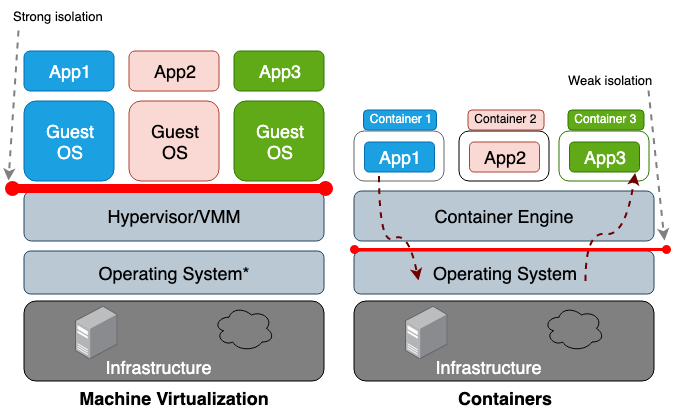 Strong isolation
App1
App2
App3
Guest
OS
Guest
OS
Guest
OS
Hypervisor/VMM
Operating System*
Infrastructure
Machine Virtualization
Weak isolation
Container 1
Container 2
Container 3
App1
App2
App3
Container Engine
Operating System
Infrastructure
Containers